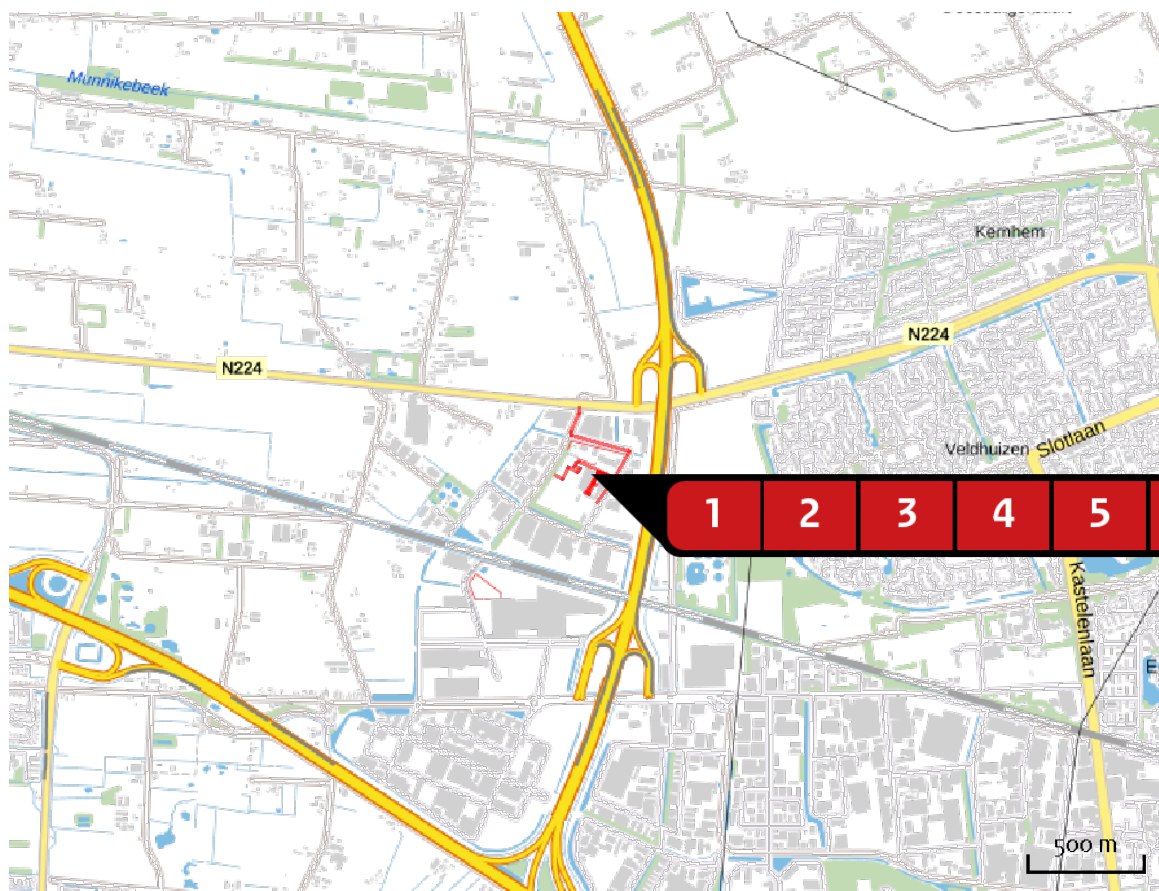 Munnikebeek
Kernhem
N224
N224
Veldhuizen
Slotlaan
1 2 3 4 5
Kastelenlaan
500 m